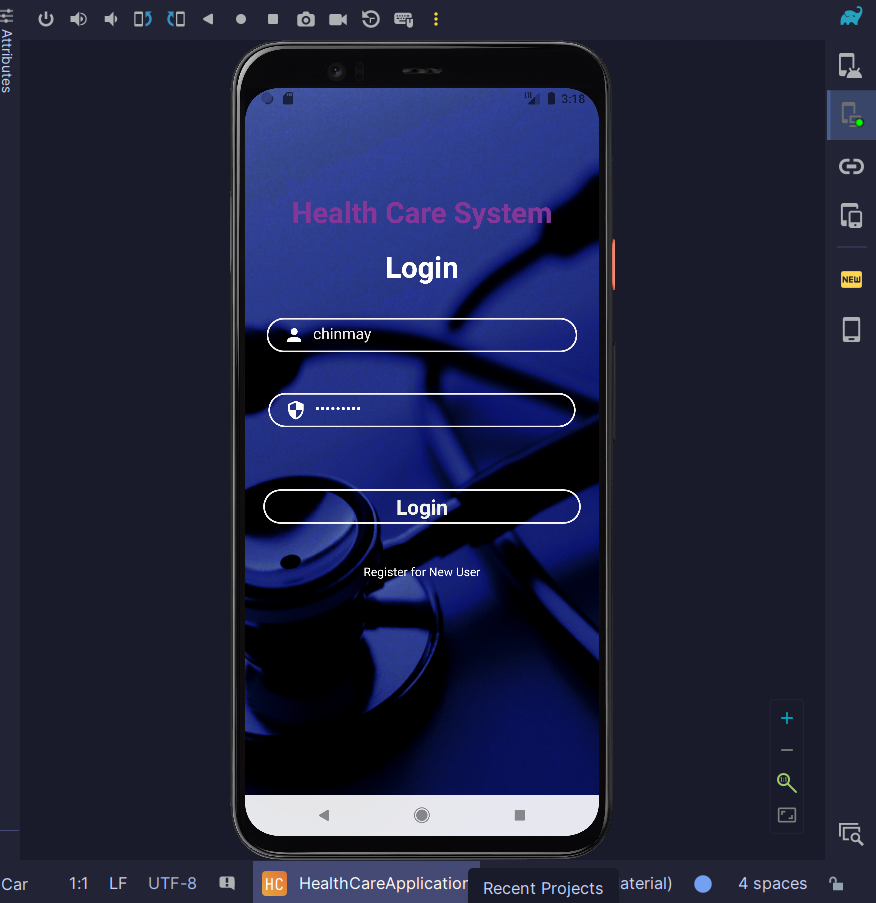 Attributes
3:18
Health Care System
Login
chinmay
•••••••••
Login
Register for New User
NEW
Car
1:1
LF
UTF-8
HC
HealthCareApplication
Recent Projects
aterial)
4 spaces